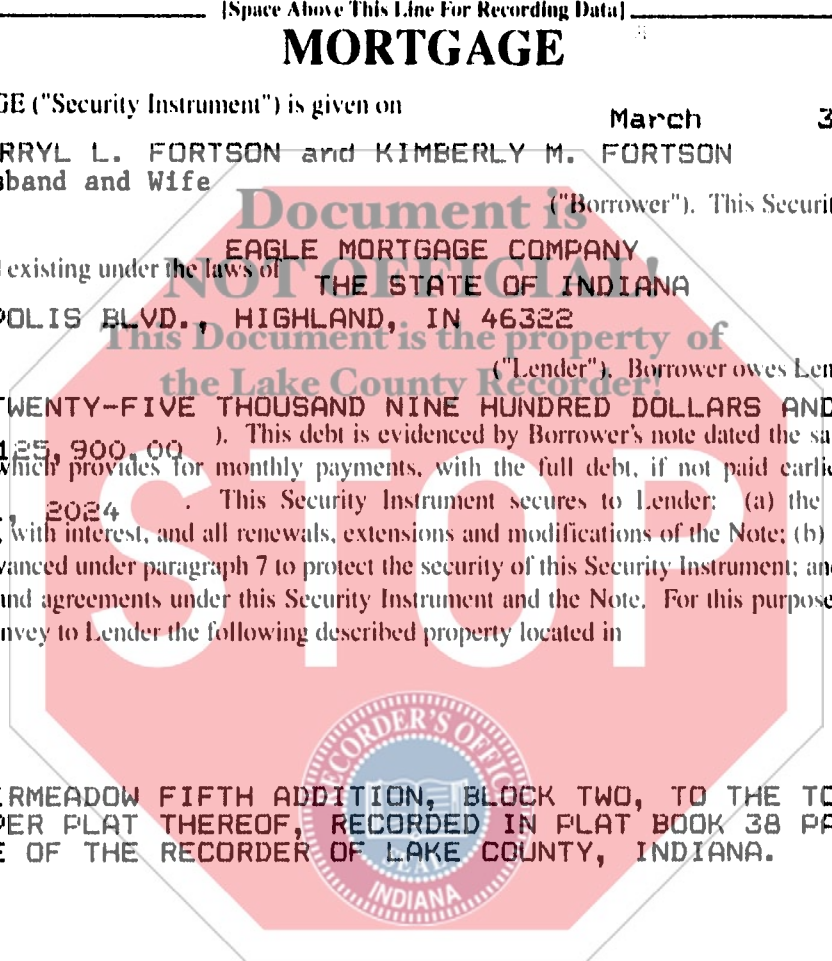 [Space Above This Line For Recording Data]
MORTGAGE
GE ("Security Instrument") is given on
March 3
RRYL L. FORTSON and KIMBERLY M. FORTSON
sband and Wife
Document is
("Borrower"). This Securit
EAGLE MORTGAGE COMPANY
existing under the laws of
NOT OFFICIAL!
THE STATE OF INDIANA
POLIS BLVD., HIGHLAND, IN 46322
This Document is the property of
("Lender"). Borrower owes Len
the Lake County Recorder!
TWENTY-FIVE THOUSAND NINE HUNDRED DOLLARS AND
125,900.00 ). This debt is evidenced by Borrower's note dated the sa
which provides for monthly payments, with the full debt, if not paid earlie
., 2024 . This Security Instrument secures to Lender: (a) the
, with interest, and all renewals, extensions and modifications of the Note; (b)
vanced under paragraph 7 to protect the security of this Security Instrument; and
und agreements under this Security Instrument and the Note. For this purpose
nvey to Lender the following described property located in
STOP
RECORDER'S OFFIC
ERMEADOW FIFTH ADDITION, BLOCK TWO, TO THE TO
PER PLAT THEREOF, RECORDED IN PLAT BOOK 38 PA
E OF THE RECORDER OF LAKE COUNTY, INDIANA.
SEAL
INDIANA